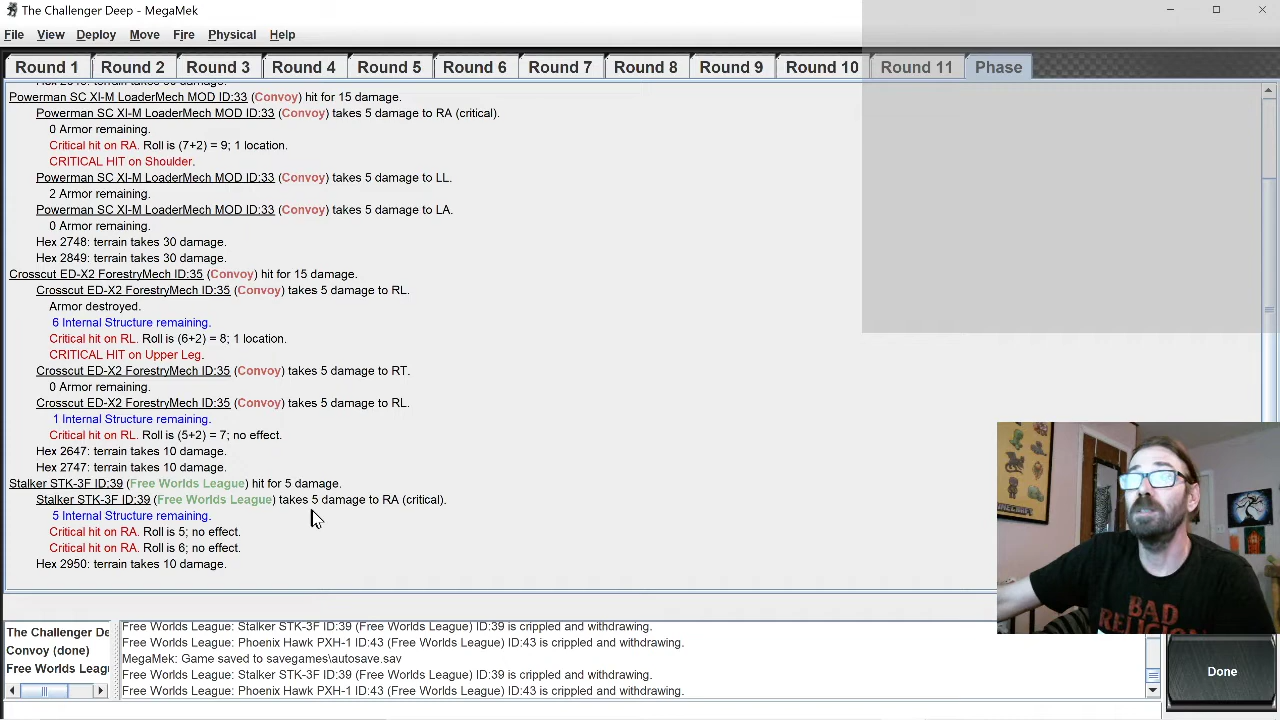 The Challenger Deep - MegaMek
File View Deploy Move Fire Physical Help
Round 1 Round 2 Round 3 Round 4 Round 5 Round 6 Round 7 Round 8 Round 9 Round 10 Round 11 Phase
Powerman SC XI-M LoaderMech MOD ID:33 (Convoy) hit for 15 damage.
Powerman SC XI-M LoaderMech MOD ID:33 (Convoy) takes 5 damage to RA (critical).
0 Armor remaining.
Critical hit on RA. Roll is (7+2) = 9; 1 location.
CRITICAL HIT on Shoulder.
Powerman SC XI-M LoaderMech MOD ID:33 (Convoy) takes 5 damage to LL.
2 Armor remaining.
Powerman SC XI-M LoaderMech MOD ID:33 (Convoy) takes 5 damage to LA.
0 Armor remaining.
Hex 2748: terrain takes 30 damage.
Hex 2849: terrain takes 30 damage.
Crosscut ED-X2 ForestryMech ID:35 (Convoy) hit for 15 damage.
Crosscut ED-X2 ForestryMech ID:35 (Convoy) takes 5 damage to RL.
Armor destroyed.
6 Internal Structure remaining.
Critical hit on RL. Roll is (6+2) = 8; 1 location.
CRITICAL HIT on Upper Leg.
Crosscut ED-X2 ForestryMech ID:35 (Convoy) takes 5 damage to RT.
0 Armor remaining.
Crosscut ED-X2 ForestryMech ID:35 (Convoy) takes 5 damage to RL.
1 Internal Structure remaining.
Critical hit on RL. Roll is (5+2) = 7; no effect.
Hex 2647: terrain takes 10 damage.
Hex 2747: terrain takes 10 damage.
Stalker STK-3F ID:39 (Free Worlds League) hit for 5 damage.
Stalker STK-3F ID:39 (Free Worlds League) takes 5 damage to RA (critical).
5 Internal Structure remaining.
Critical hit on RA. Roll is 5; no effect.
Critical hit on RA. Roll is 6; no effect.
Hex 2950: terrain takes 10 damage.
MINECRAFT
BAD
RELIGION
The Challenger De
Convoy (done)
Free Worlds Leag
Free Worlds League: Stalker STK-3F ID:39 (Free Worlds League) ID:39 is crippled and withdrawing.
Free Worlds League: Phoenix Hawk PXH-1 ID:43 (Free Worlds League) ID:43 is crippled and withdrawing.
MegaMek: Game saved to savegames\autosave.sav
Free Worlds League: Stalker STK-3F ID:39 (Free Worlds League) ID:39 is crippled and withdrawing.
Free Worlds League: Phoenix Hawk PXH-1 ID:43 (Free Worlds League) ID:43 is crippled and withdrawing.
Done